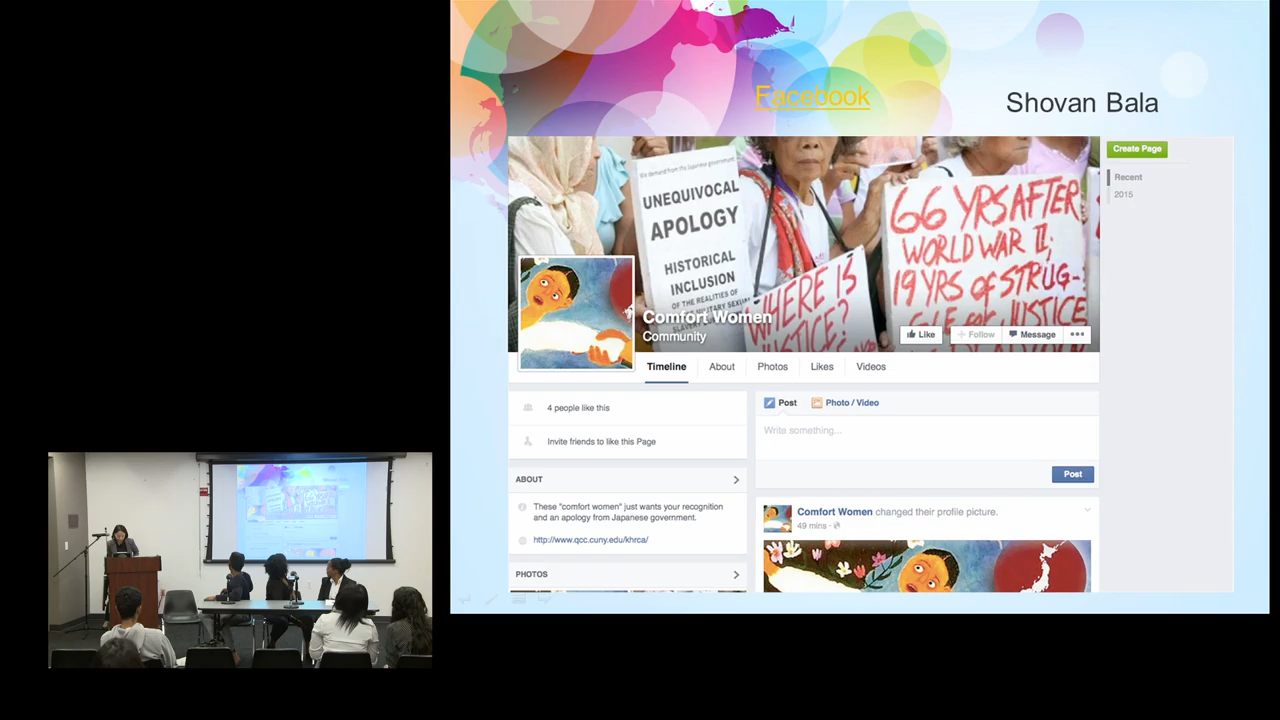 Facebook
Shovan Bala
Create Page
Recent
2015
UNEQUIVOCAL
APOLOGY
HISTORICAL
INCLUSION
OF THE REALITIES OF
WHERE IS
JUSTICE?
66 YRS AFTER
WORLD WAR II;
19 YRS OF STRUG-
JUSTICE
Comfort Women
Community
Like
Follow
Message
Timeline
About
Photos
Likes
Videos
4 people like this
Invite friends to like this Page
ABOUT
These "comfort women" just wants your recognition
and an apology from Japanese government.
http://www.qcc.cuny.edu/khrca/
PHOTOS
Post
Photo / Video
Write something...
Post
Comfort Women changed their profile picture.
49 mins ·